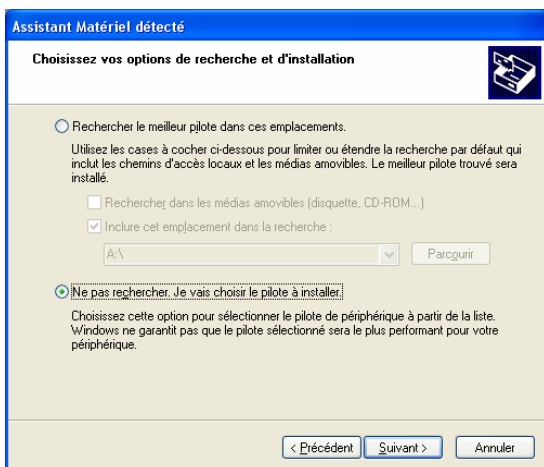 Assistant Matériel détecté
Choisissez vos options de recherche et d'installation
Rechercher le meilleur pilote dans ces emplacements.
Utilisez les cases à cocher ci-dessous pour limiter ou étendre la recherche par défaut qui
inclut les chemins d'accès locaux et les médias amovibles. Le meilleur pilote trouvé sera
installé.
Rechercher dans les médias amovibles (disquette, CD-ROM...)
Inclure cet emplacement dans la recherche :
A:\
Parcourir
Ne pas rechercher. Je vais choisir le pilote à installer.
Choisissez cette option pour sélectionner le pilote de périphérique à partir de la liste.
Windows ne garantit pas que le pilote sélectionné sera le plus performant pour votre
périphérique.
< Précédent
Suivant >
Annuler